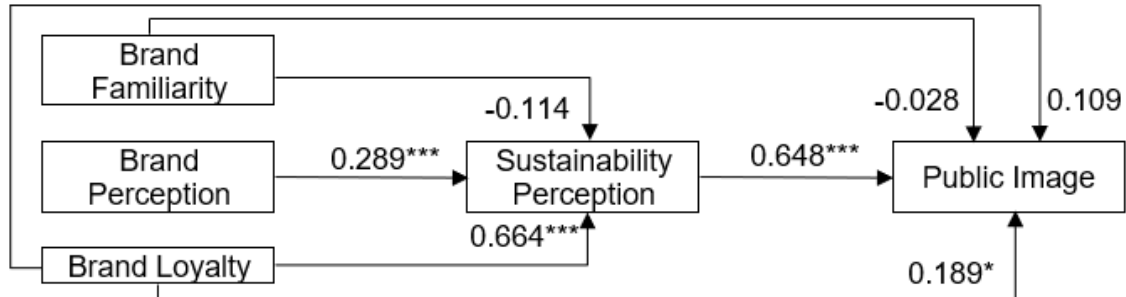 Brand
Familiarity
-0.114
-0.028
0.109
Brand
Perception
0.289***
Sustainability
Perception
0.648***
Public Image
0.664***
Brand Loyalty
0.189*